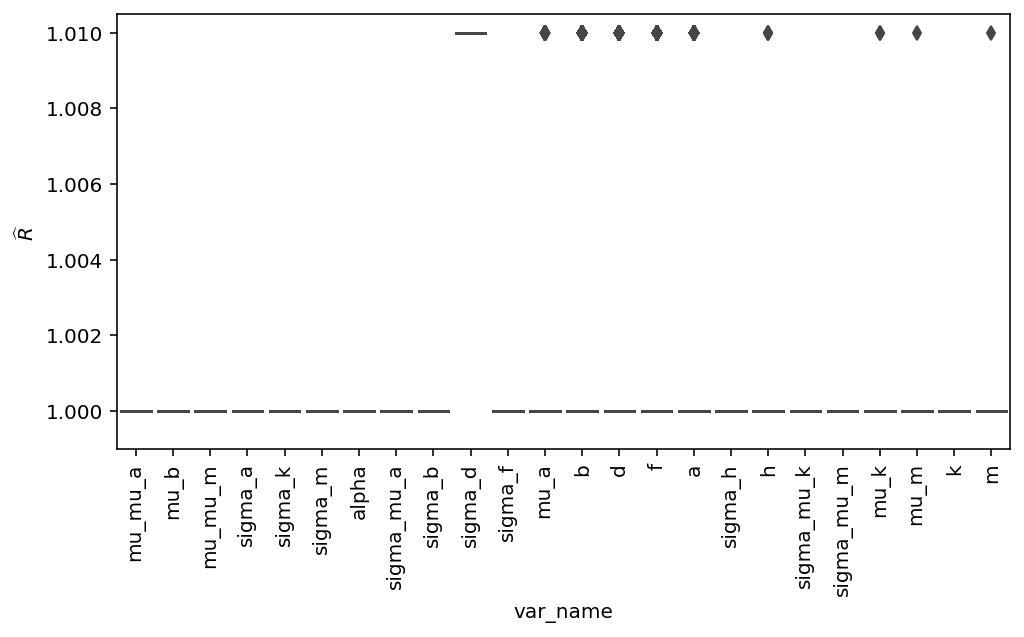 1.010
1.008
1.006
1.004
1.002
1.000
R̂
mu_mu_a
mu_b
mu_mu_m
sigma_a
sigma_k
sigma_m
alpha
sigma_mu_a
sigma_b
sigma_d
sigma_f
mu_a
b
d
f
a
sigma_h
h
sigma_mu_k
sigma_mu_m
mu_k
mu_m
k
m
var_name